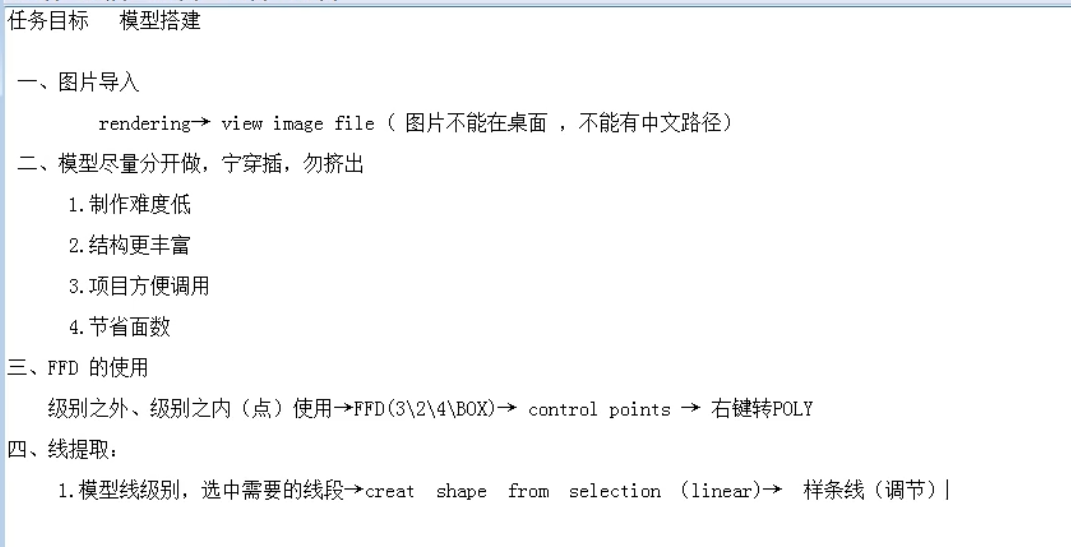 任务目标   模型搭建
一、图片导入
rendering→ view image file（ 图片不能在桌面 ，不能有中文路径）
二、模型尽量分开做，宁穿插，勿挤出
1.制作难度低
2.结构更丰富
3.项目方便调用
4.节省面数
三、FFD 的使用
级别之外、级别之内（点）使用→FFD(3\2\4\BOX)→ control points → 右键转POLY
四、线提取：
1.模型线级别，选中需要的线段→creat shape from selection （linear)→ 样条线（调节）